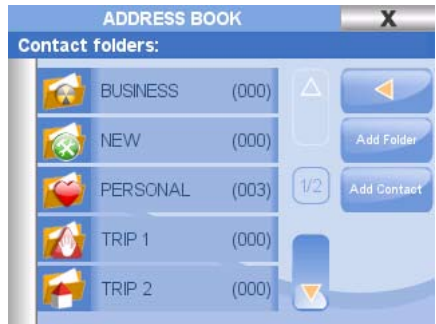 ADDRESS BOOK X
Contact folders:
BUSINESS (000)
NEW (000)
Add Folder
PERSONAL (003)
1/2
Add Contact
TRIP 1 (000)
TRIP 2 (000)